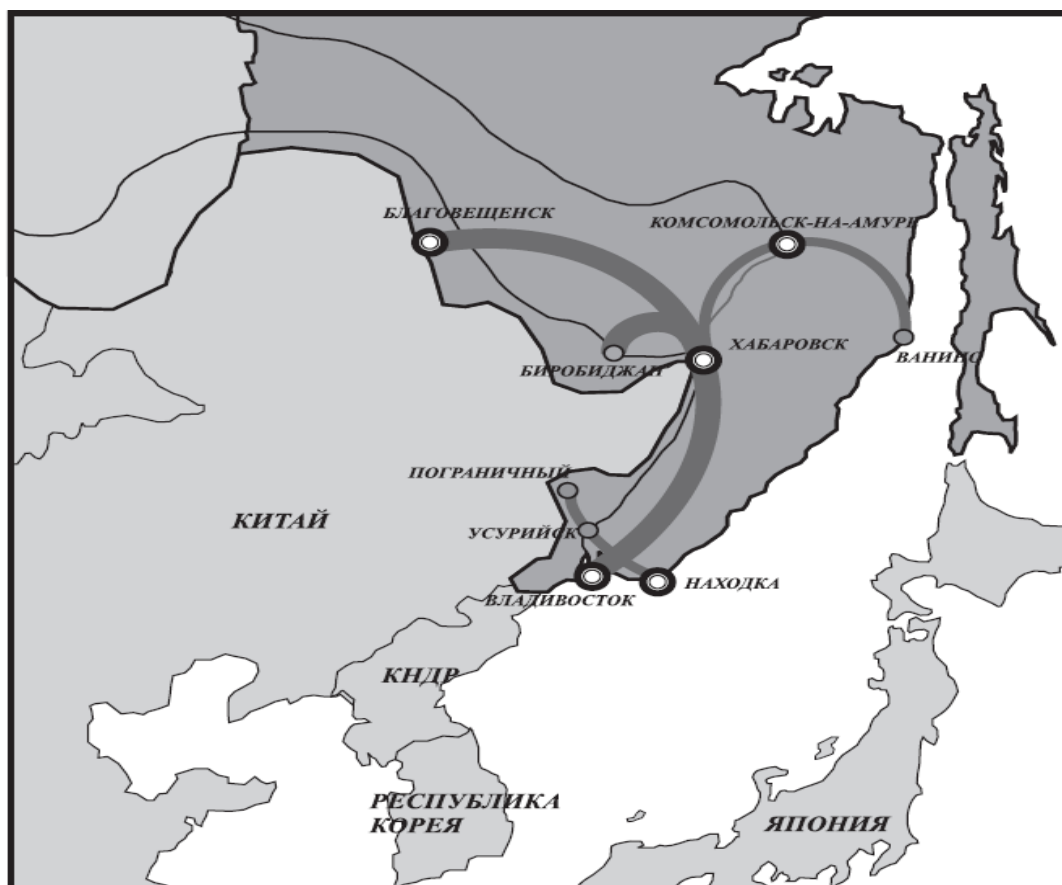 БЛАГОВЕЩЕНСК
КОМСОМОЛЬСК-НА-АМУРЕ
ХАБАРОВСК
ВАНИНО
БИРОБИДЖАН
ПОГРАНИЧНЫЙ
КИТАЙ
УСУРИЙСК
НАХОДКА
ВЛАДИВОСТОК
КНДР
РЕСПУБЛИКА
КОРЕЯ
ЯПОНИЯ